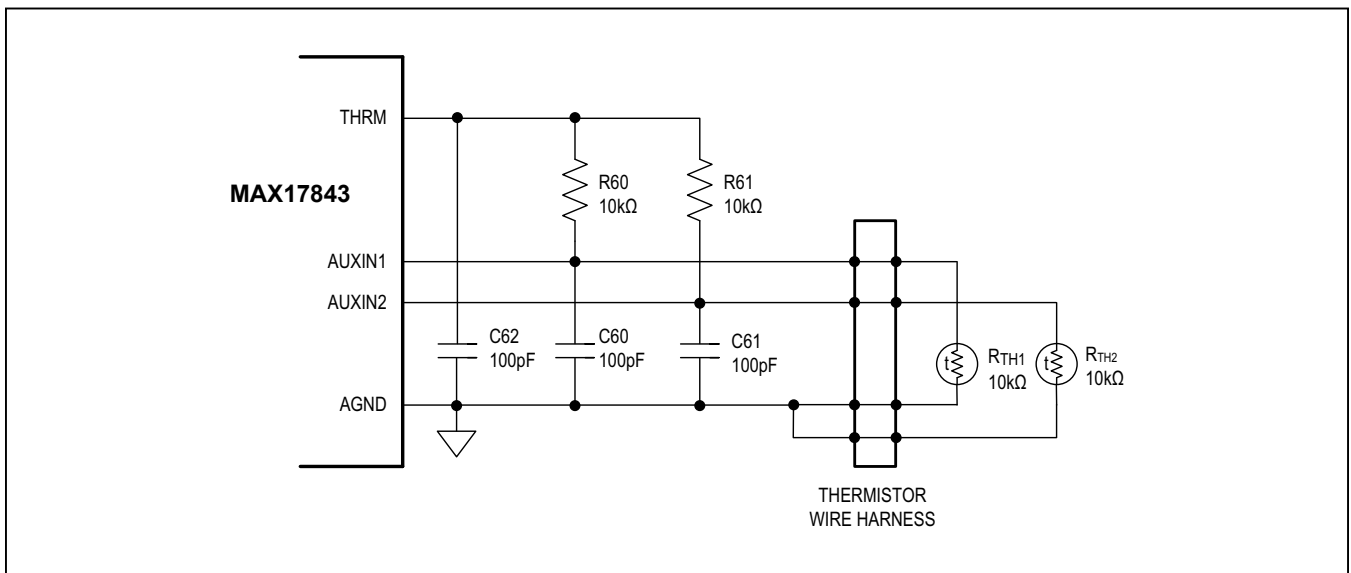 THRM
MAX17843
R60
10kΩ
R61
10kΩ
AUXIN1
AUXIN2
C62
100pF
C60
100pF
C61
100pF
t
RTH1
10kΩ
t
RTH2
10kΩ
AGND
THERMISTOR
WIRE HARNESS